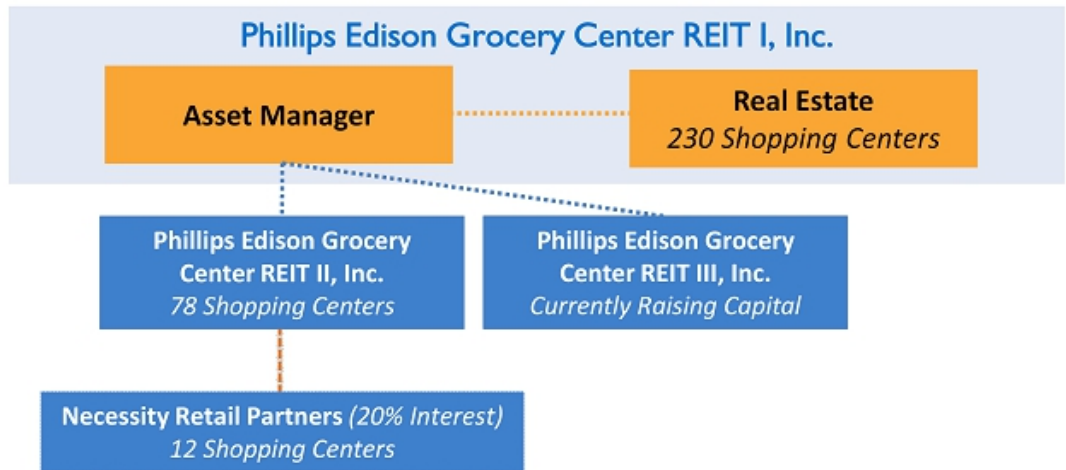 Phillips Edison Grocery Center REIT I, Inc.
Asset Manager
Real Estate
230 Shopping Centers
Phillips Edison Grocery
Center REIT II, Inc.
78 Shopping Centers
Phillips Edison Grocery
Center REIT III, Inc.
Currently Raising Capital
Necessity Retail Partners (20% Interest)
12 Shopping Centers